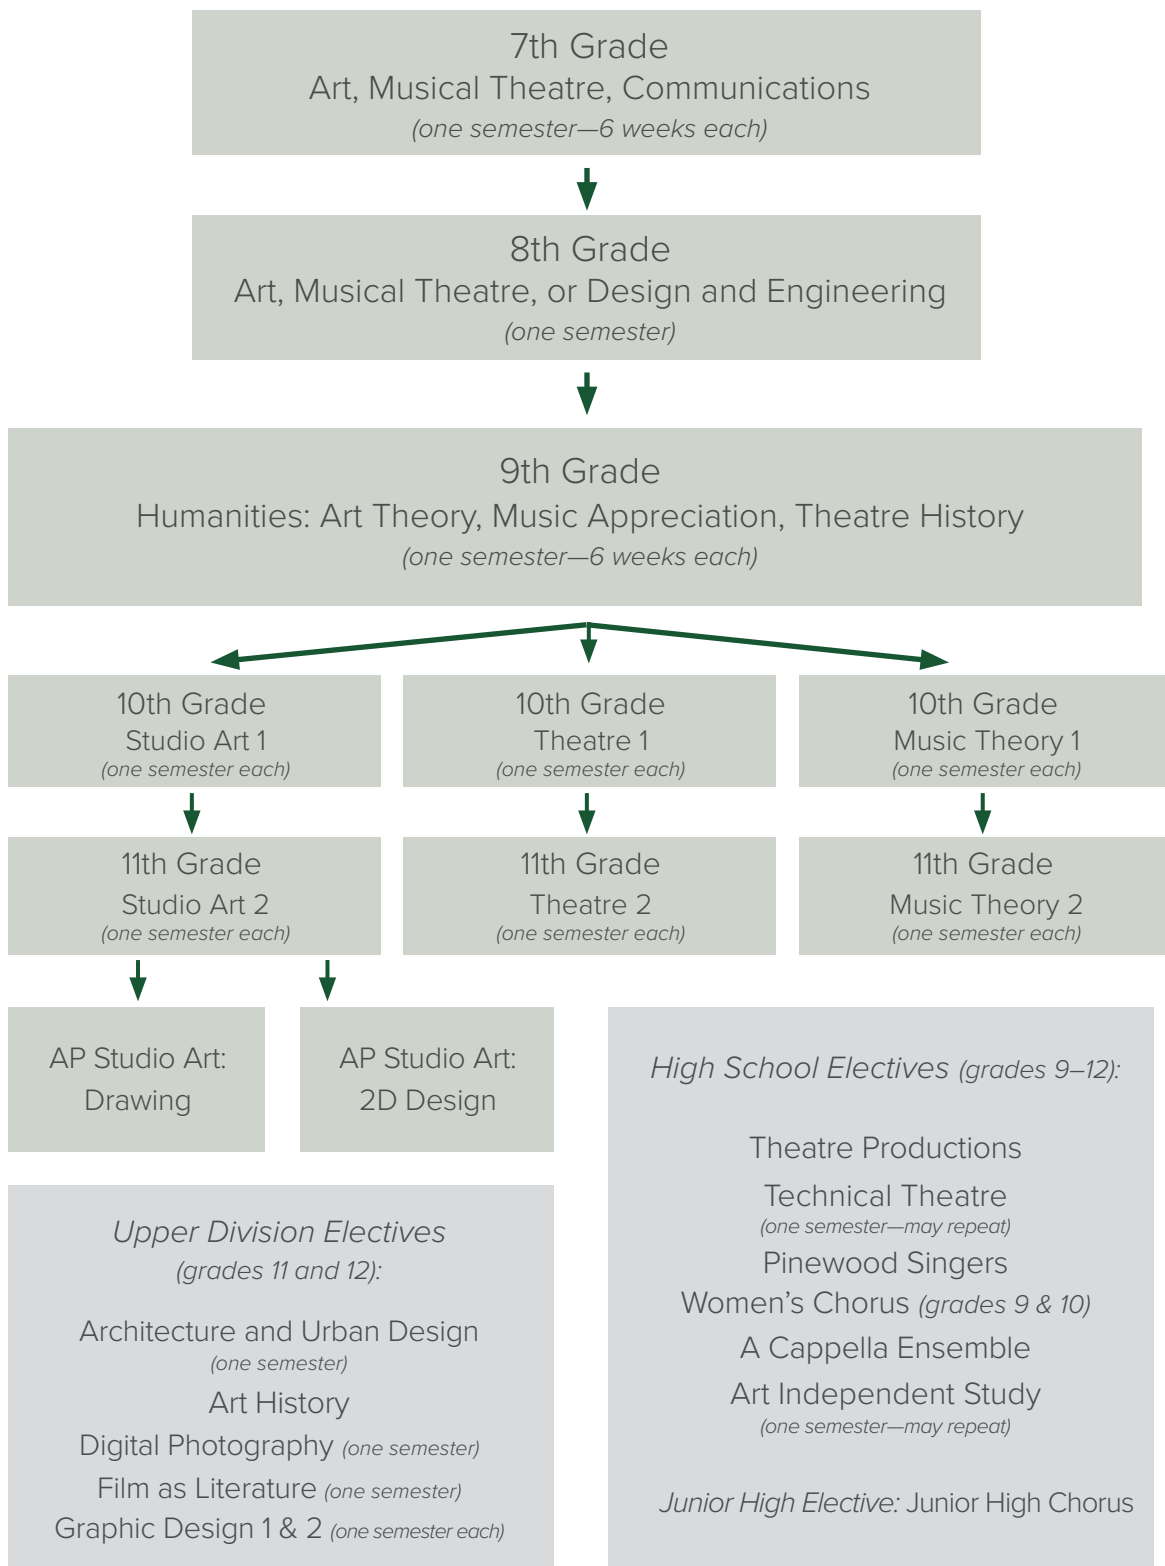 7th Grade
Art, Musical Theatre, Communications
(one semester—6 weeks each)
8th Grade
Art, Musical Theatre, or Design and Engineering
(one semester)
9th Grade
Humanities: Art Theory, Music Appreciation, Theatre History
(one semester—6 weeks each)
10th Grade
Studio Art 1
(one semester each)
10th Grade
Theatre 1
(one semester each)
10th Grade
Music Theory 1
(one semester each)
11th Grade
Studio Art 2
(one semester each)
11th Grade
Theatre 2
(one semester each)
11th Grade
Music Theory 2
(one semester each)
AP Studio Art:
Drawing
AP Studio Art:
2D Design
Upper Division Electives
(grades 11 and 12):
Architecture and Urban Design
(one semester)
Art History
Digital Photography (one semester)
Film as Literature (one semester)
Graphic Design 1 & 2 (one semester each)
High School Electives (grades 9–12):
Theatre Productions
Technical Theatre
(one semester—may repeat)
Pinewood Singers
Women’s Chorus (grades 9 & 10)
A Cappella Ensemble
Art Independent Study
(one semester—may repeat)
Junior High Elective: Junior High Chorus